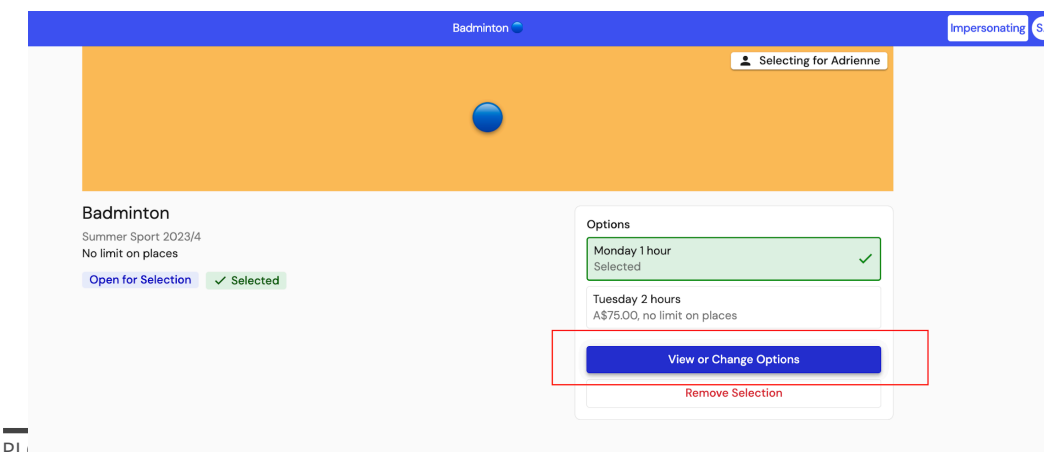 Badminton
Impersonating
Selecting for Adrienne
Badminton
Summer Sport 2023/4
No limit on places
Open for Selection
Selected
Options
Monday 1 hour
Selected
Tuesday 2 hours
A$75.00, no limit on places
View or Change Options
Remove Selection